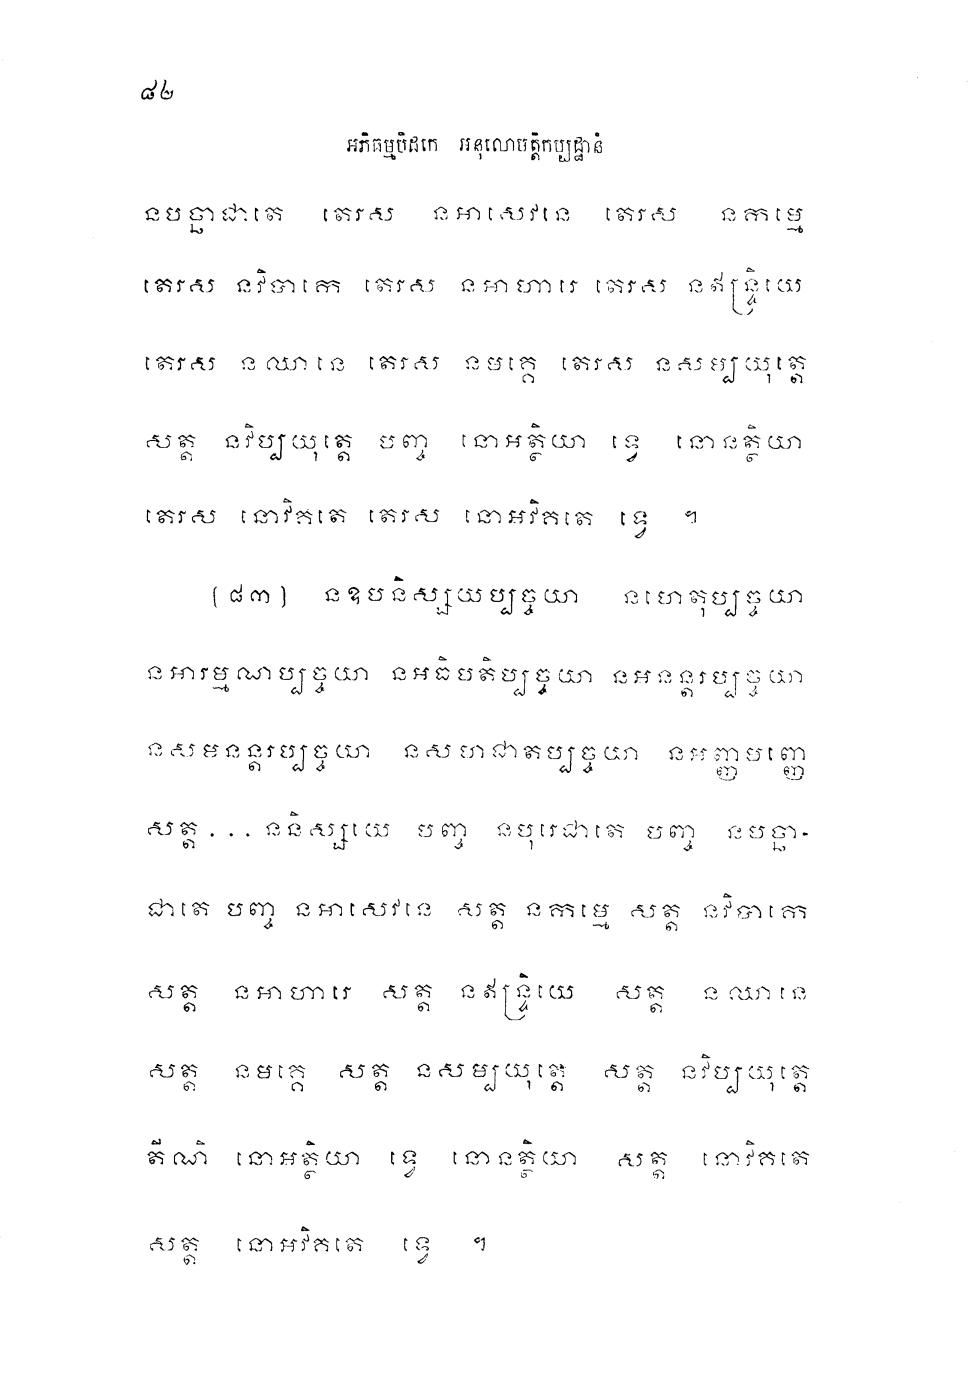 ៨២
អភិធម្មបិដកេ អនុលោមត្តិកប្បដ្ឋានំ
នបច្ឆាជាតេ តេរស នអាសេវនេ តេរស នកម្មេ
តេរស នវិបាកេ តេរស នអាហារេ តេរស នឥន្ទ្រិយេ
តេរស នឈានេ តេរស នមគ្គេ តេរស នសម្បយុត្តេ
សត្ត នវិប្បយុត្តេ បញ្ច នោអត្ថិយា ទ្វេ នោនត្ថិយា
តេរស នោវិគតេ តេរស នោអវិគតេ ទ្វេ ។
(៨៣) នឧបនិស្សយប្បច្ចយា នហេតុប្បច្ចយា
នអារម្មណប្បច្ចយា នអធិបតិប្បច្ចយា នអនន្តរប្បច្ចយា
នសមនន្តរប្បច្ចយា នសហជាតប្បច្ចយា នអញ្ញមញ្ញេ
សត្ត ... ននិស្សយេ បញ្ច នបុរេជាតេ បញ្ច នបច្ឆា-
ជាតេ បញ្ច នអាសេវនេ សត្ត នកម្មេ សត្ត នវិបាកេ
សត្ត នអាហារេ សត្ត នឥន្ទ្រិយេ សត្ត នឈានេ
សត្ត នមគ្គេ សត្ត នសម្បយុត្តេ សត្ត នវិប្បយុត្តេ
តីណិ នោអត្ថិយា ទ្វេ នោនត្ថិយា សត្ត នោវិគតេ
សត្ត នោអវិគតេ ទ្វេ ។